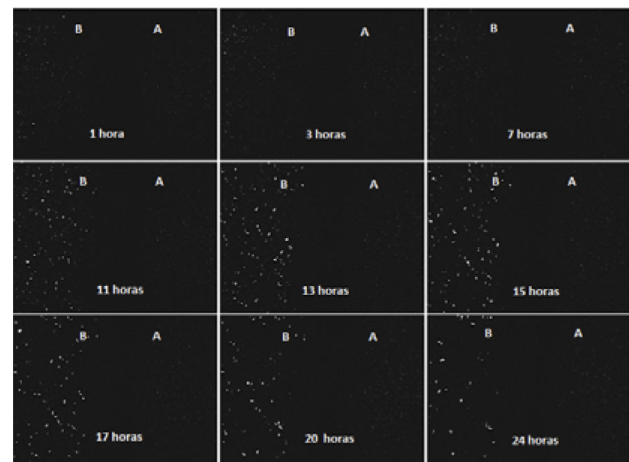 B A
1 hora
B A
3 horas
B A
7 horas
B A
11 horas
B A
13 horas
B A
15 horas
B A
17 horas
B A
20 horas
B A
24 horas